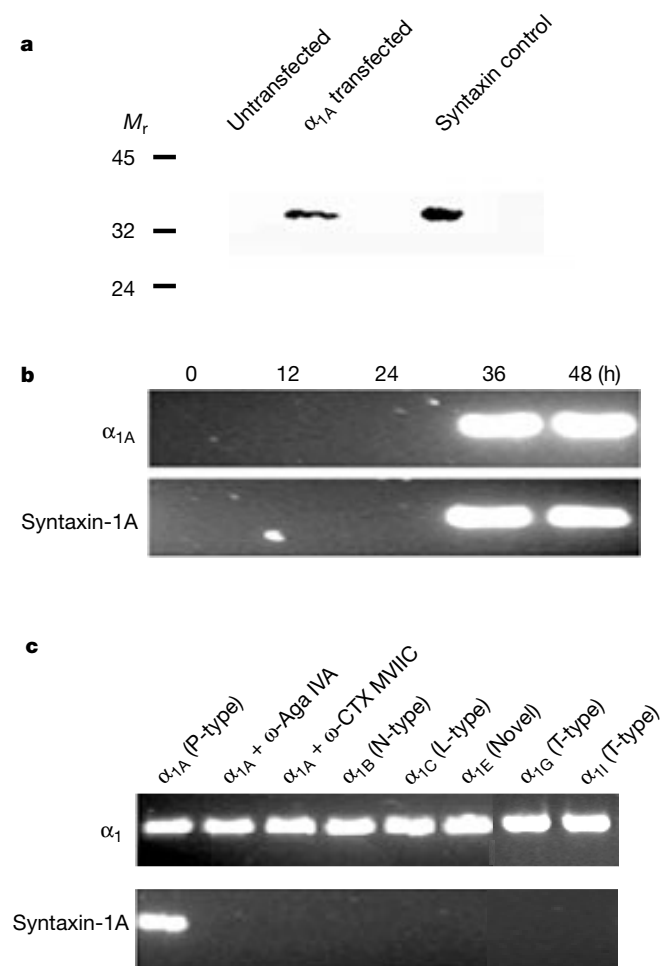 a
Untransfected
α1A transfected
Syntaxin control
Mr
45
32
24
b
0 12 24 36 48 (h)
α1A
Syntaxin-1A
c
α1A (P-type)
α1A + ω-Aga IVA
α1A + ω-CTX MVIIC
α1B (N-type)
α1C (L-type)
α1E (Novel)
α1G (T-type)
α1I (T-type)
α1
Syntaxin-1A